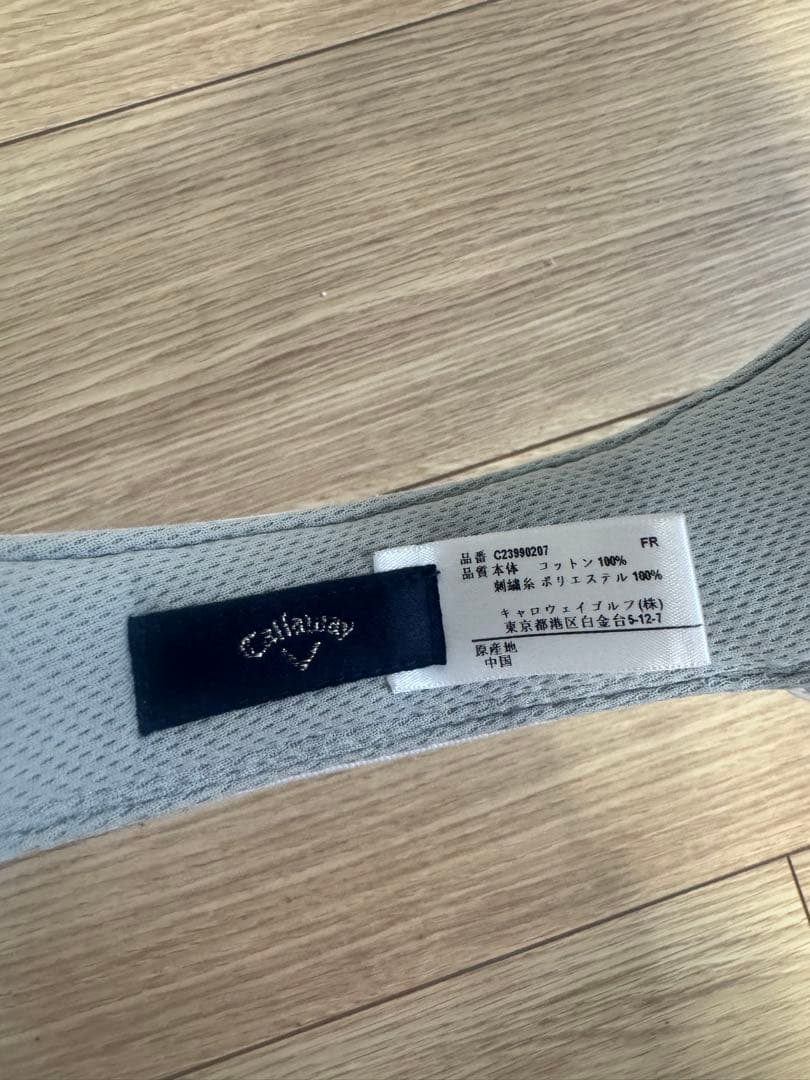 Callaway
品番 C23990207 FR
品質 本体 コットン 100%
刺繍糸 ポリエステル 100%
キャロウェイゴルフ(株)
東京都港区白金台5-12-7
原産地
中国